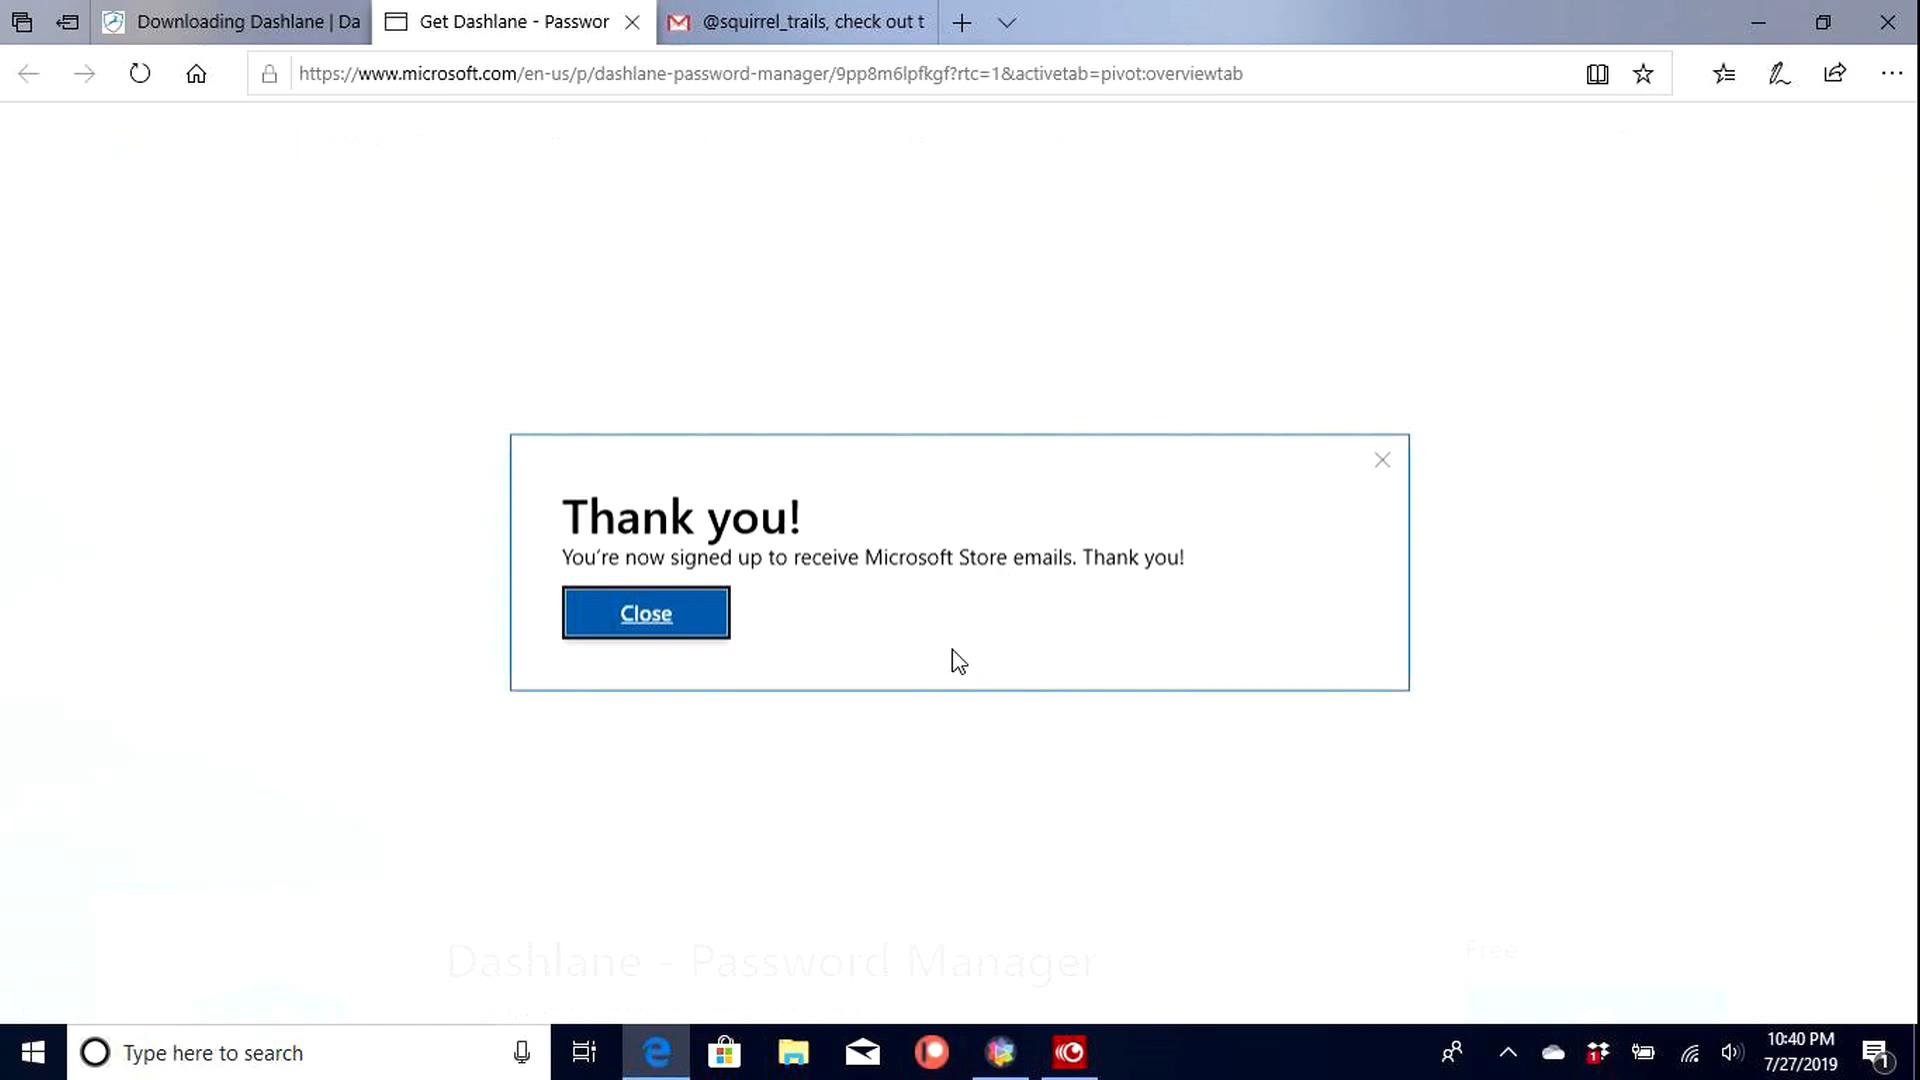 Downloading Dashlane | Da
Get Dashlane - Passwor
@squirrel_trails, check out t
https://www.microsoft.com/en-us/p/dashlane-password-manager/9pp8m6lpfkgf?rtc=1&activetab=pivot:overviewtab
Thank you!
You're now signed up to receive Microsoft Store emails. Thank you!
Close
Dashlane - Password Manager
Free
Type here to search
1
10:40 PM
7/27/2019
1